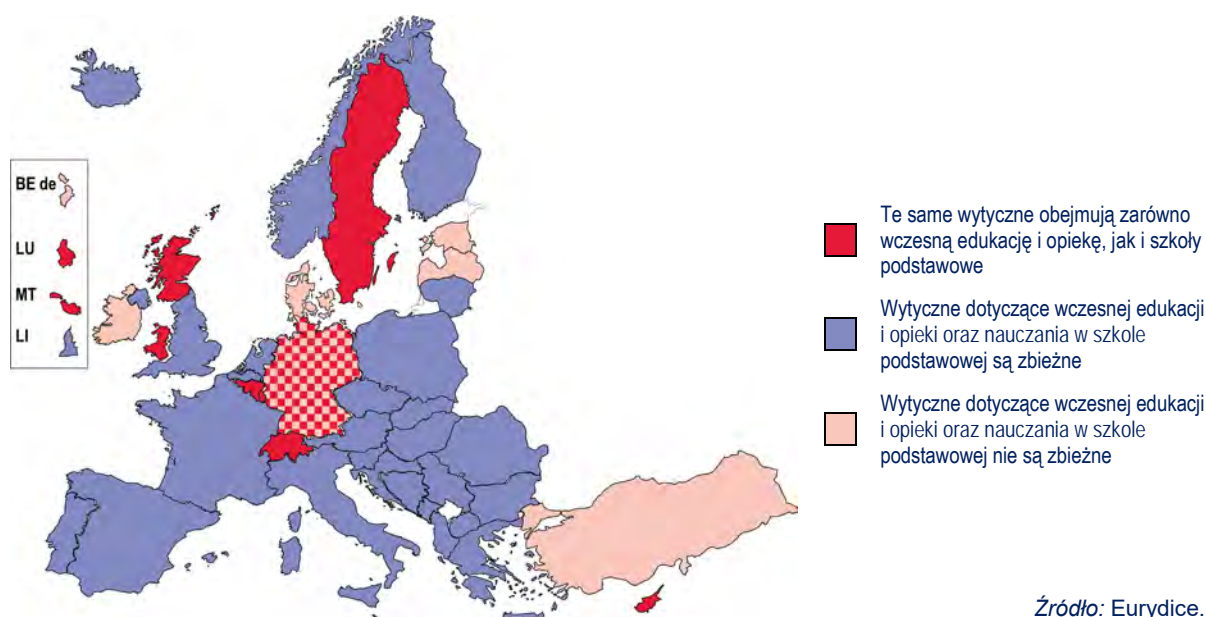 BE de
LU
MT
LI
Te same wytyczne obejmują zarówno
wczesną edukację i opiekę, jak i szkoły
podstawowe
Wytyczne dotyczące wczesnej edukacji
i opieki oraz nauczania w szkole
podstawowej są zbieżne
Wytyczne dotyczące wczesnej edukacji
i opieki oraz nauczania w szkole
podstawowej nie są zbieżne
Źródło: Eurydice.